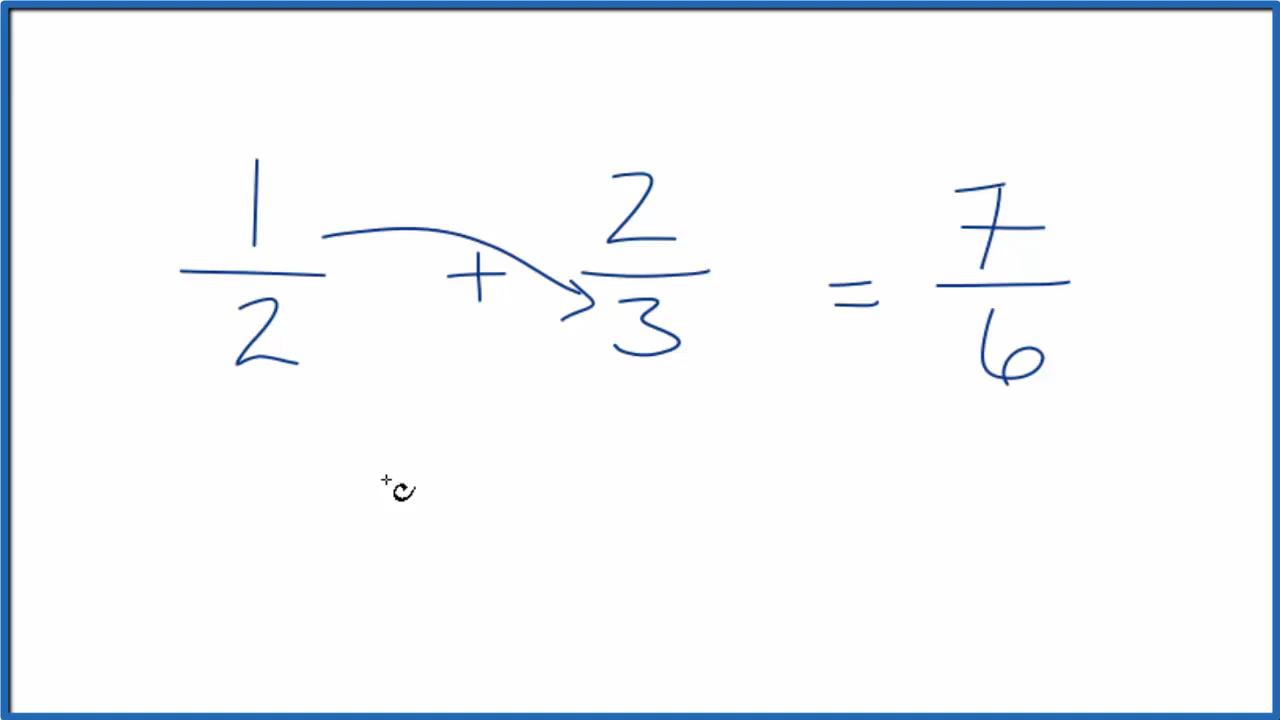 1/2 + 2/3 = 7/6